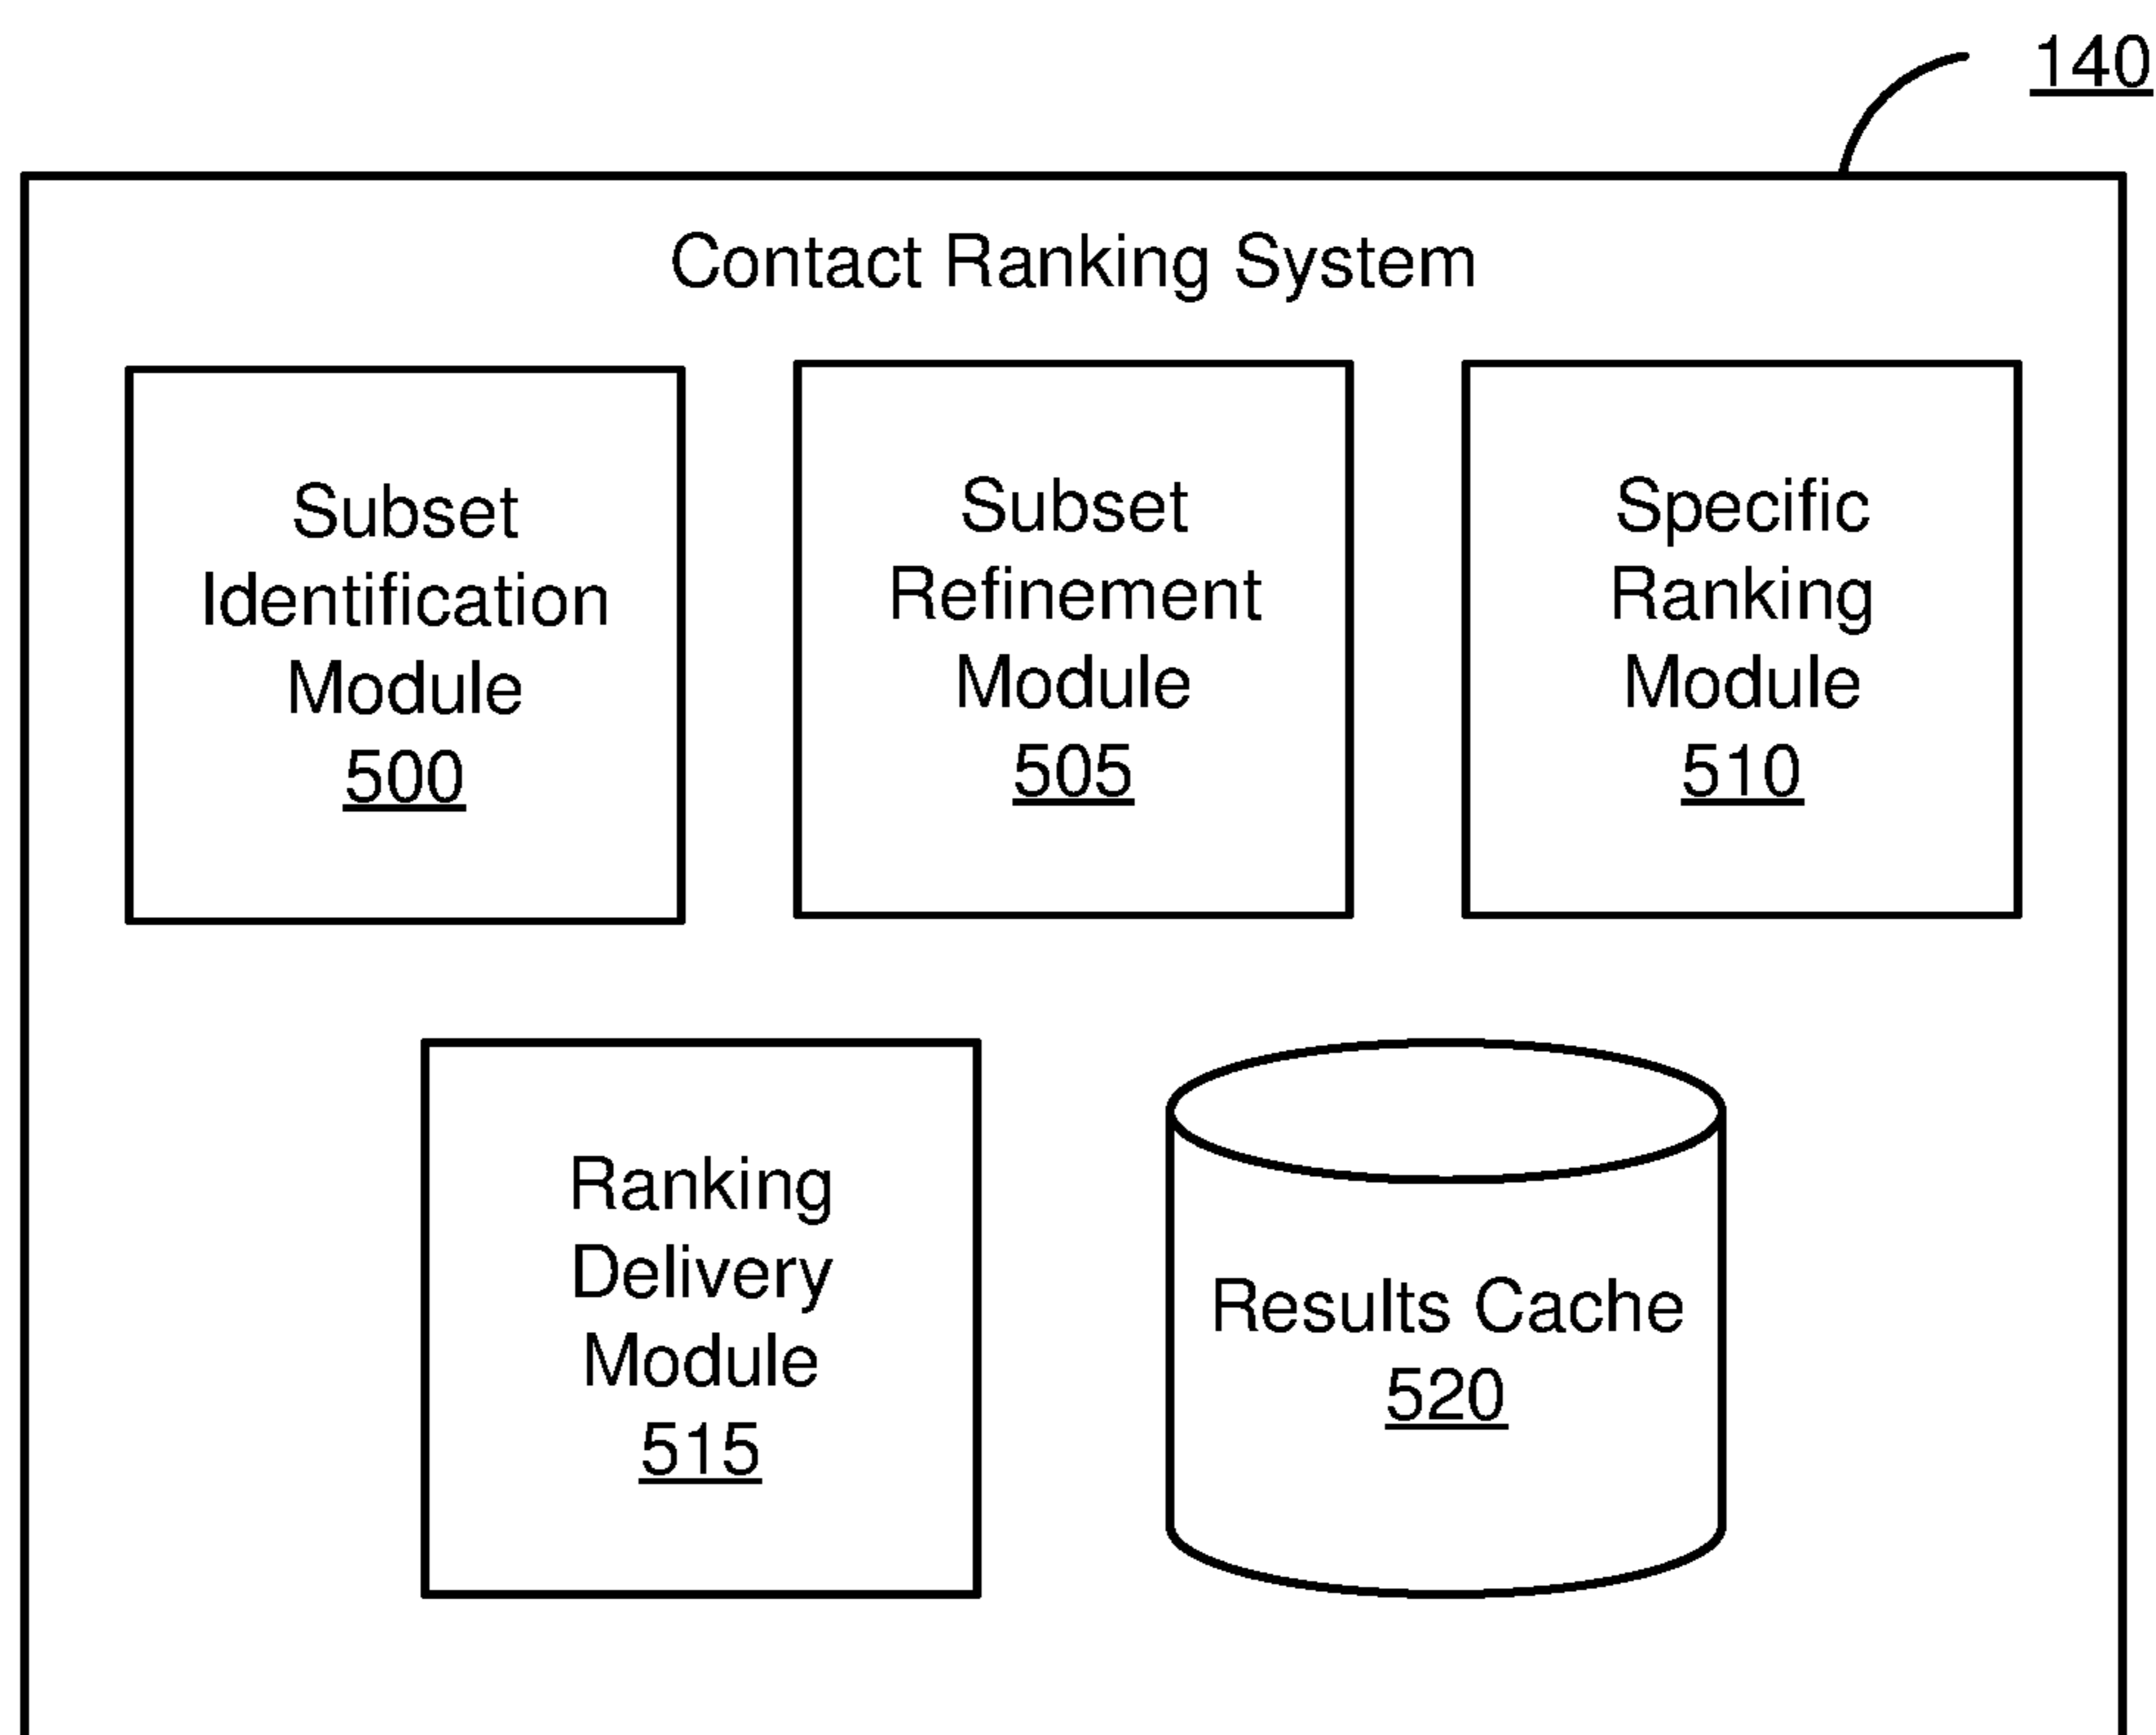 140
Contact Ranking System
Subset
Identification
Module
500
Subset
Refinement
Module
505
Specific
Ranking
Module
510
Ranking
Delivery
Module
515
Results Cache
520